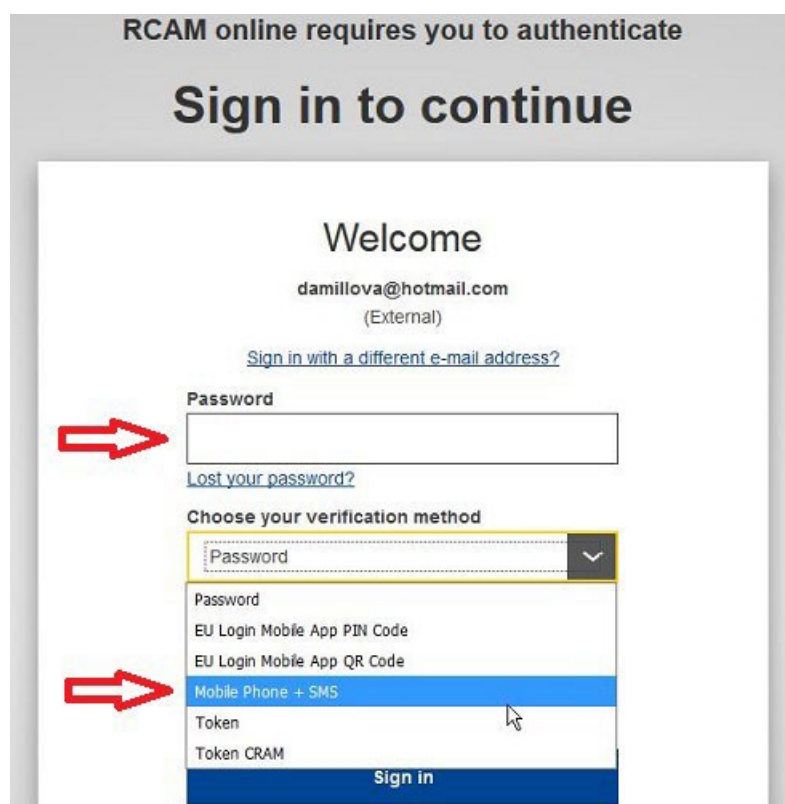 RCAM online requires you to authenticate
Sign in to continue
Welcome
damillova@hotmail.com
(External)
Sign in with a different e-mail address?
Password
Lost your password?
Choose your verification method
Password
Password
EU Login Mobile App PIN Code
EU Login Mobile App QR Code
Mobile Phone + SMS
Token
Token CRAM
Sign in